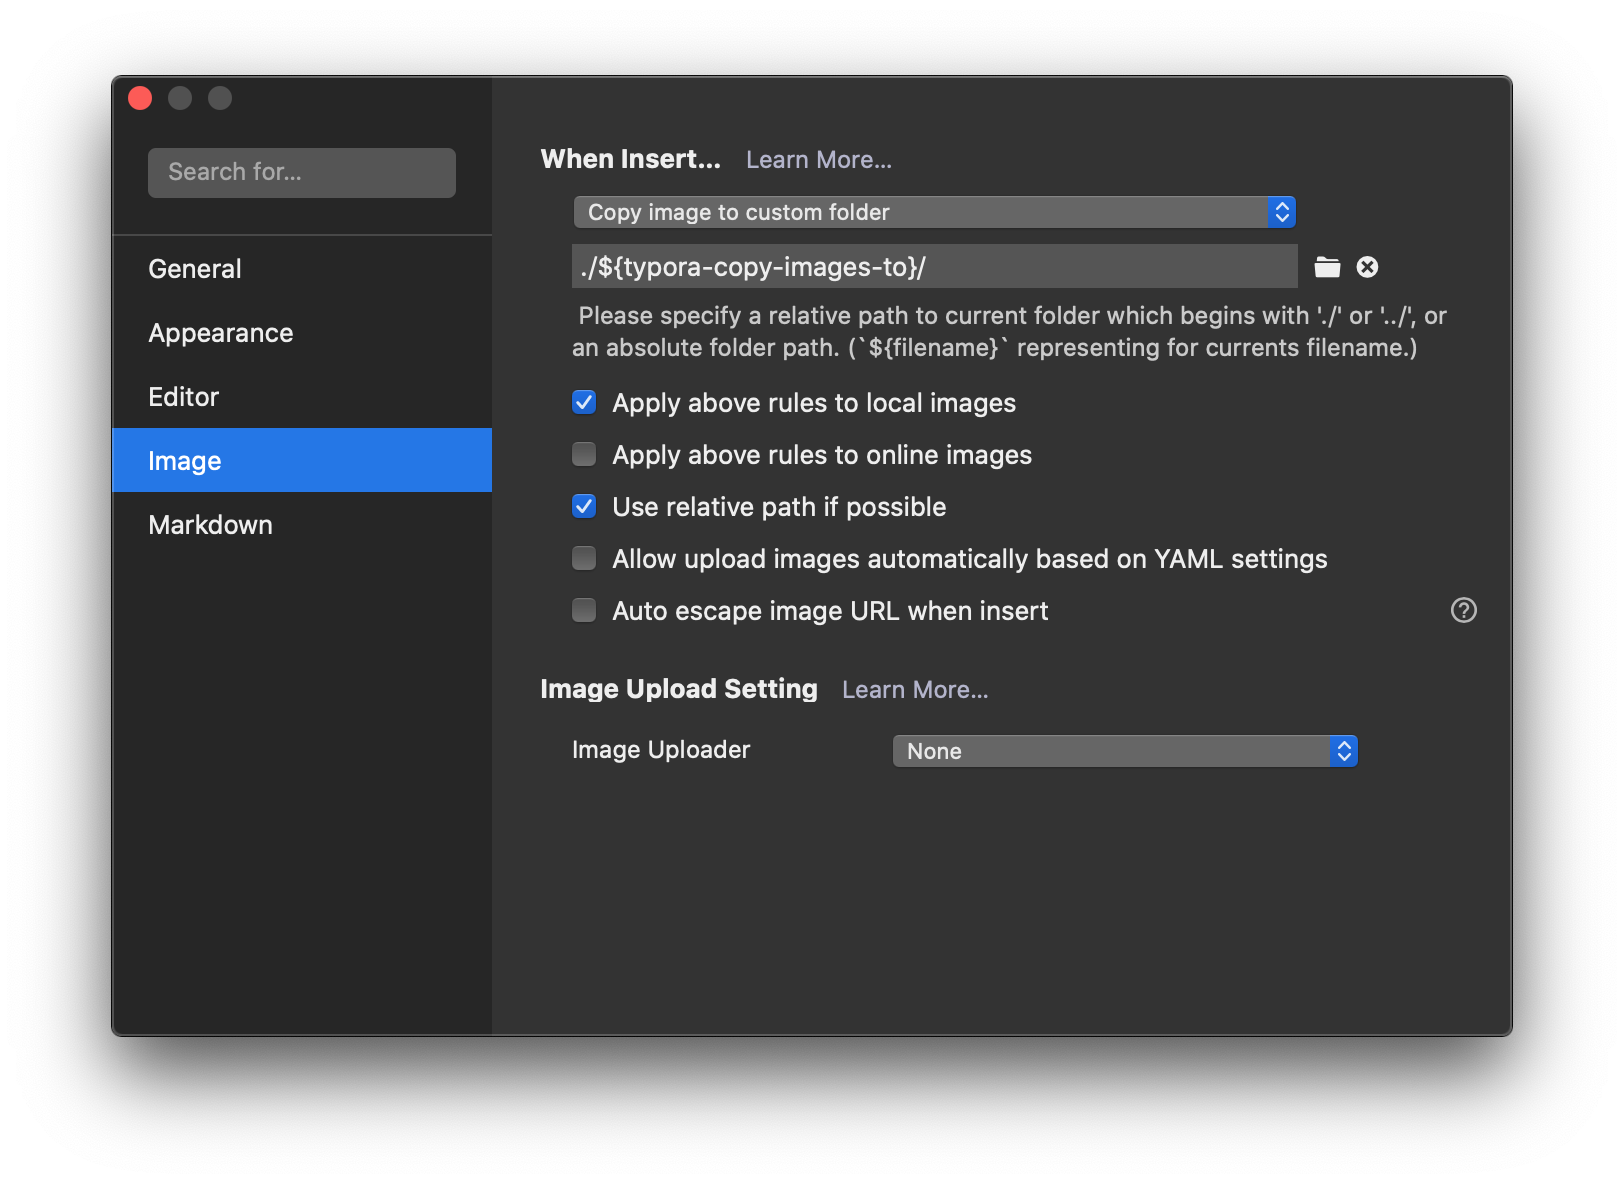 Search for...
General
Appearance
Editor
Image
Markdown
When Insert... Learn More...
Copy image to custom folder
./${typora-copy-images-to}/
Please specify a relative path to current folder which begins with './' or '../', or
an absolute folder path. (`${filename}` representing for currents filename.)
Apply above rules to local images
Apply above rules to online images
Use relative path if possible
Allow upload images automatically based on YAML settings
Auto escape image URL when insert
Image Upload Setting Learn More...
Image Uploader None